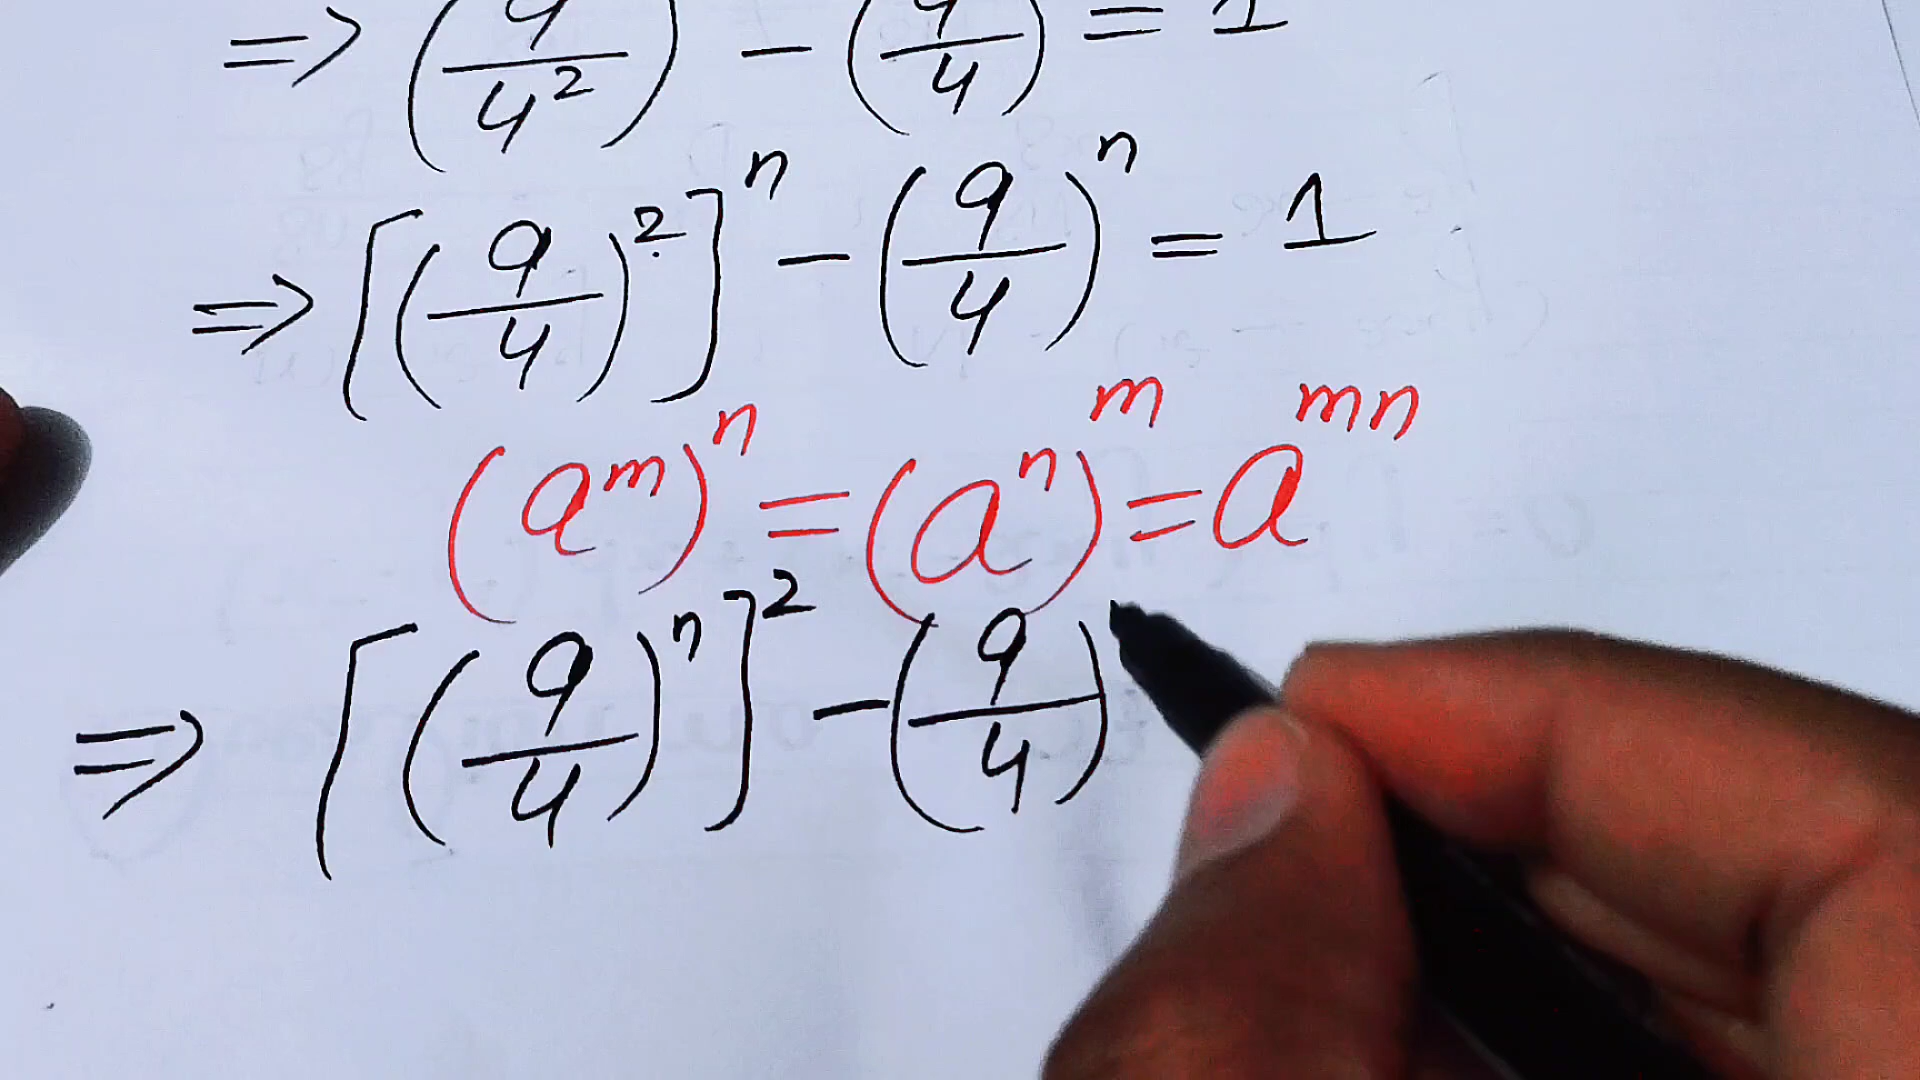 => (9/4²) - (9/4) = 1
=> [(9/4)²]ⁿ - (9/4)ⁿ = 1
(aᵐ)ⁿ = (aⁿ)ᵐ = aᵐⁿ
=> [(9/4)ⁿ]² - (9/4)